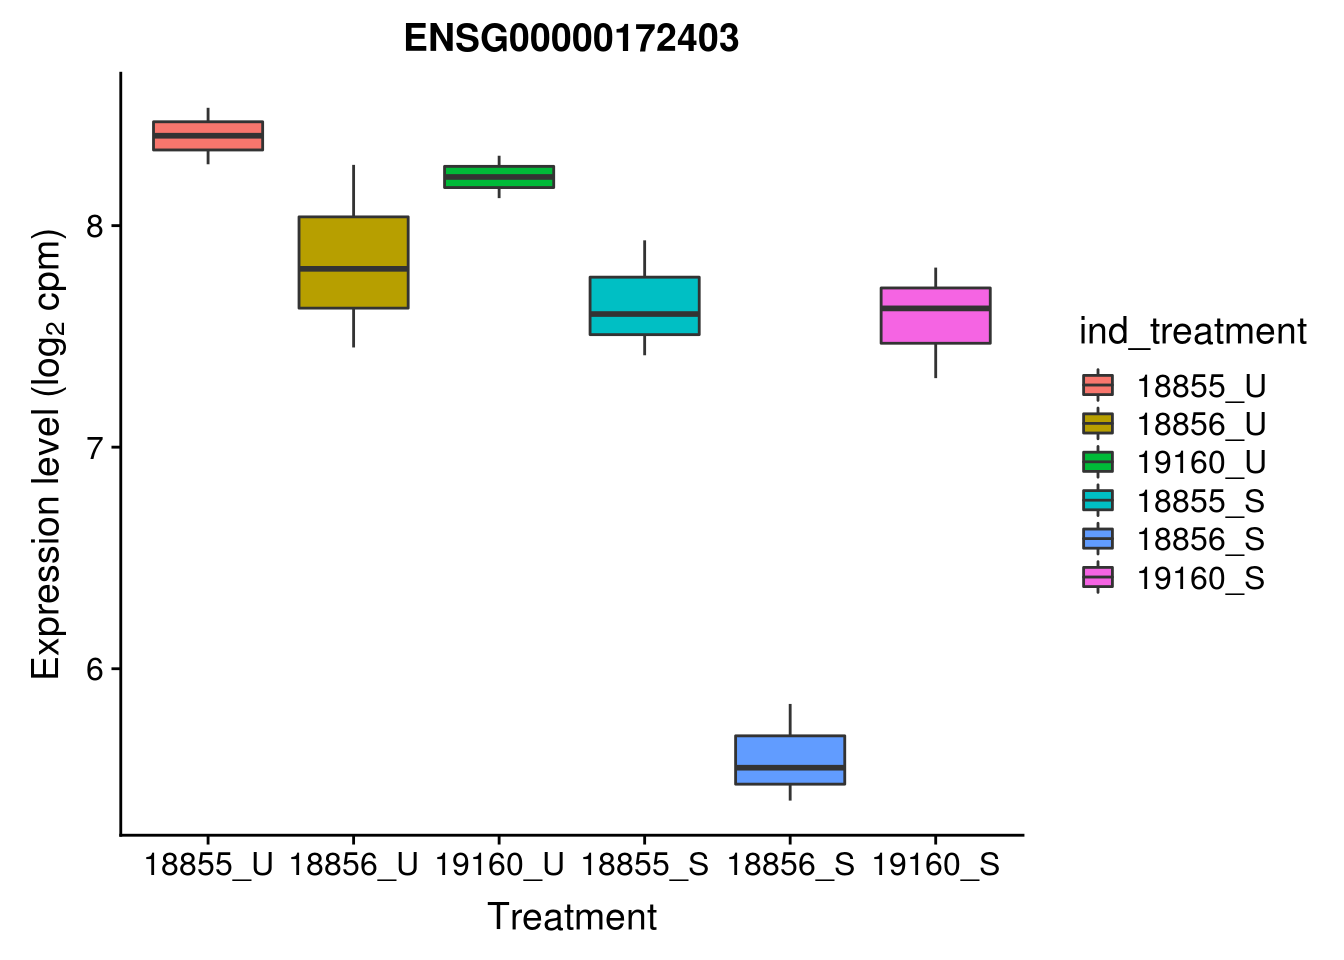 ENSG00000172403
Expression level (log₂ cpm)
8
7
6
18855_U 18856_U 19160_U 18855_S 18856_S 19160_S
Treatment
ind_treatment
18855_U
18856_U
19160_U
18855_S
18856_S
19160_S